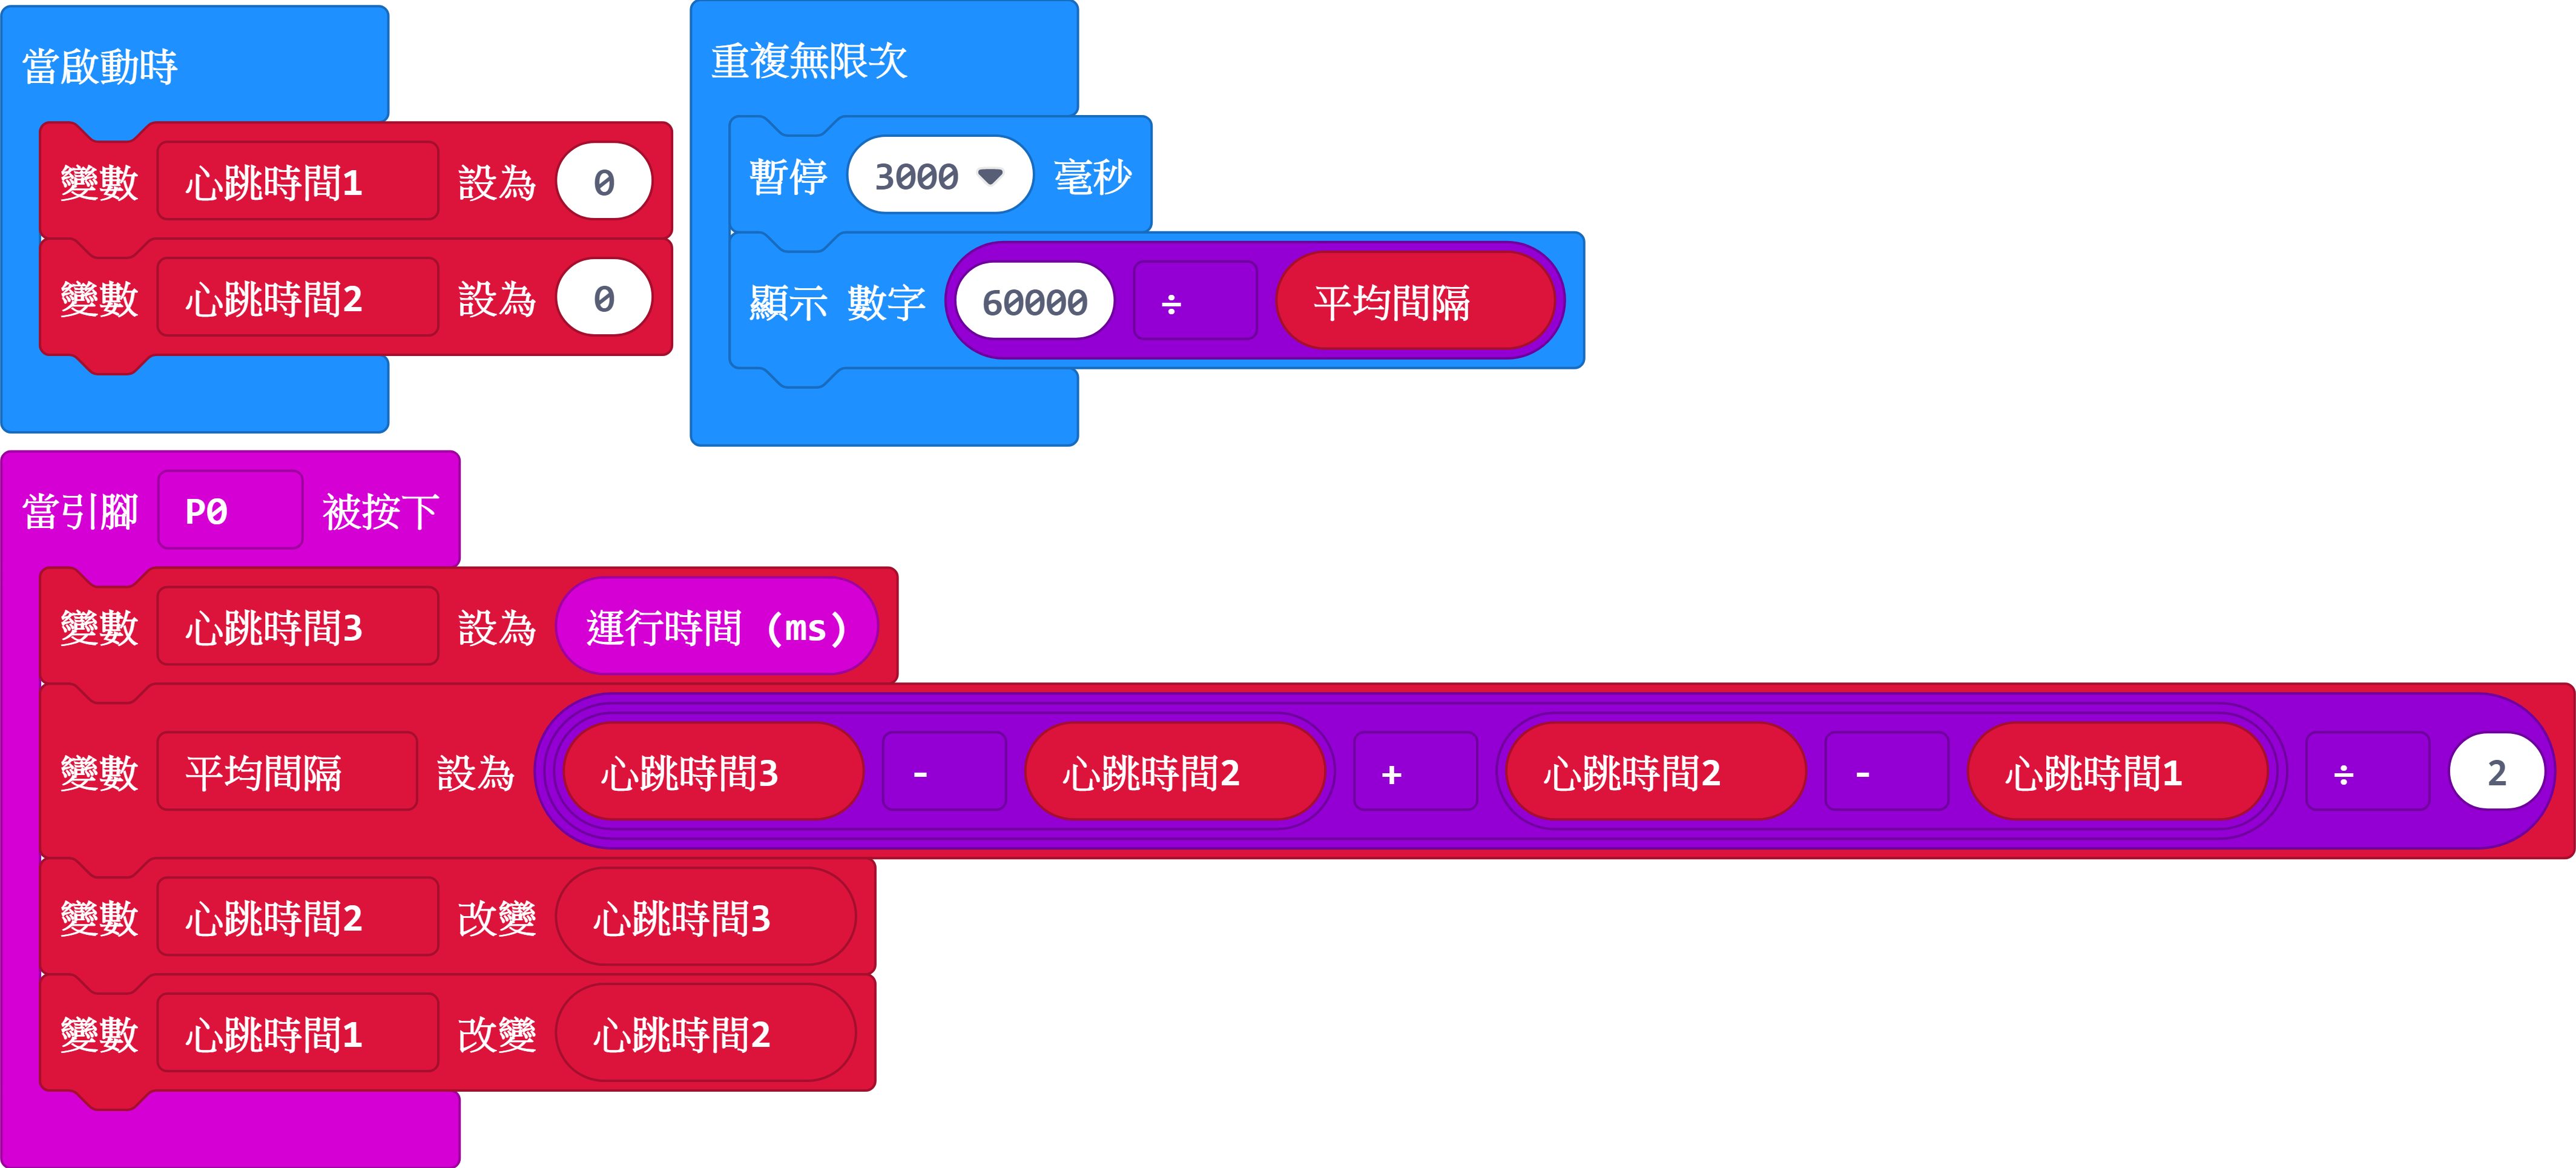 當啟動時
變數 心跳時間1 設為 0
變數 心跳時間2 設為 0
重複無限次
暫停 3000 毫秒
顯示 數字 60000 ÷ 平均間隔
當引腳 P0 被按下
變數 心跳時間3 設為 運行時間 (ms)
變數 平均間隔 設為 心跳時間3 - 心跳時間2 + 心跳時間2 - 心跳時間1 ÷ 2
變數 心跳時間2 改變 心跳時間3
變數 心跳時間1 改變 心跳時間2